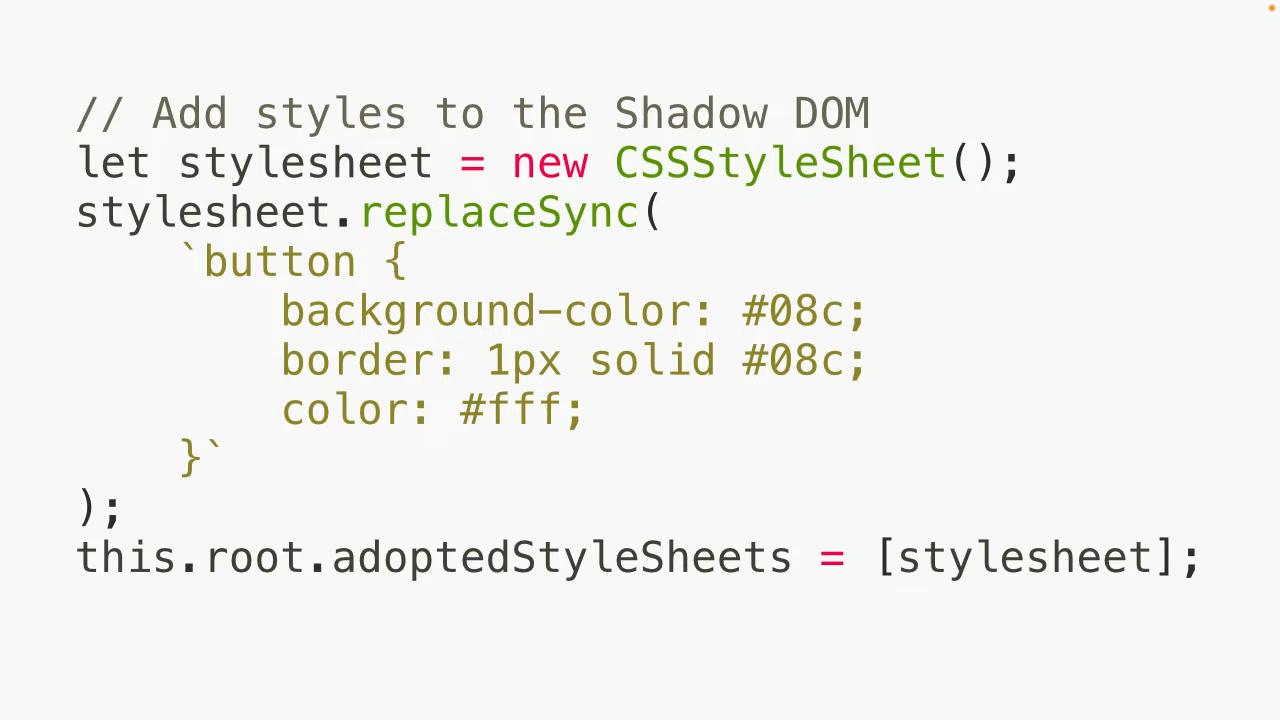 // Add styles to the Shadow DOM
let stylesheet = new CSSStyleSheet();
stylesheet.replaceSync(
    `button {
        background-color: #08c;
        border: 1px solid #08c;
        color: #fff;
    }`
);
this.root.adoptedStyleSheets = [stylesheet];